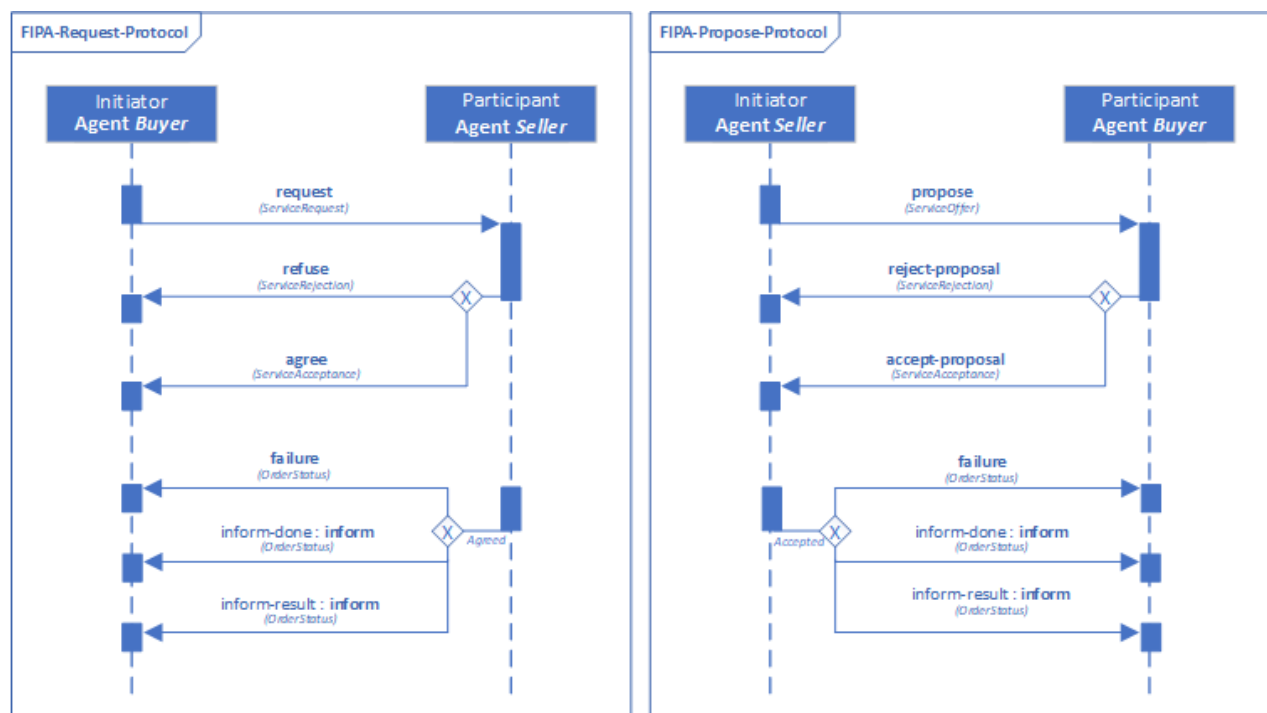 FIPA-Request-Protocol
Initiator
Agent Buyer
Participant
Agent Seller
request
(ServiceRequest)
refuse
(ServiceRejection)
X
agree
(ServiceAcceptance)
failure
(OrderStatus)
X
Agreed
inform-done : inform
(OrderStatus)
inform-result : inform
(OrderStatus)
FIPA-Propose-Protocol
Initiator
Agent Seller
Participant
Agent Buyer
propose
(ServiceOffer)
reject-proposal
(ServiceRejection)
X
accept-proposal
(ServiceAcceptance)
failure
(OrderStatus)
Accepted
X
inform-done : inform
(OrderStatus)
inform-result : inform
(OrderStatus)